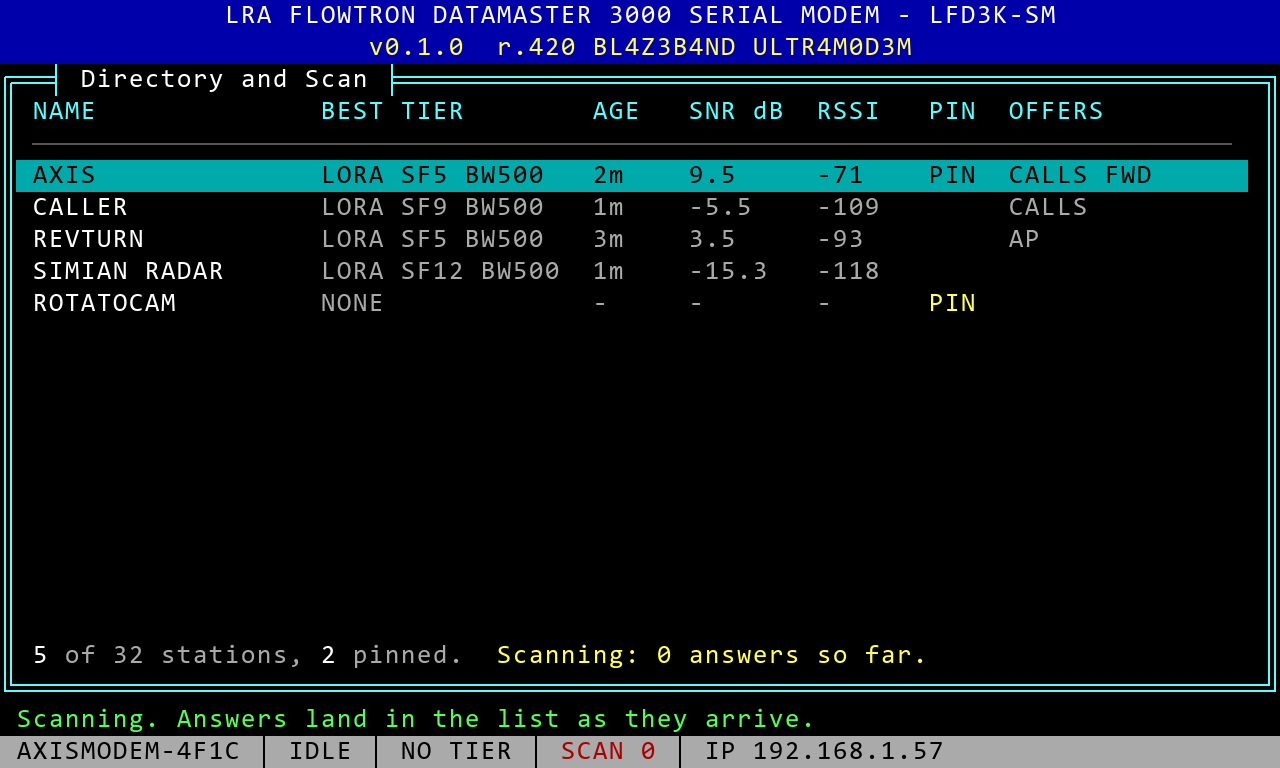 LRA FLOWTRON DATAMASTER 3000 SERIAL MODEM - LFD3K-SM
v0.1.0  r.420 BL4Z3B4ND ULTR4M0D3M
Directory and Scan
NAME BEST TIER AGE SNR dB RSSI PIN OFFERS
AXIS LORA SF5 BW500 2m 9.5 -71 PIN CALLS FWD
CALLER LORA SF9 BW500 1m -5.5 -109 CALLS
REVTURN LORA SF5 BW500 3m 3.5 -93 AP
SIMIAN RADAR LORA SF12 BW500 1m -15.3 -118
ROTATOCAM NONE - - - PIN
5 of 32 stations, 2 pinned.  Scanning: 0 answers so far.
Scanning. Answers land in the list as they arrive.
AXISMODEM-4F1C IDLE NO TIER SCAN 0 IP 192.168.1.57